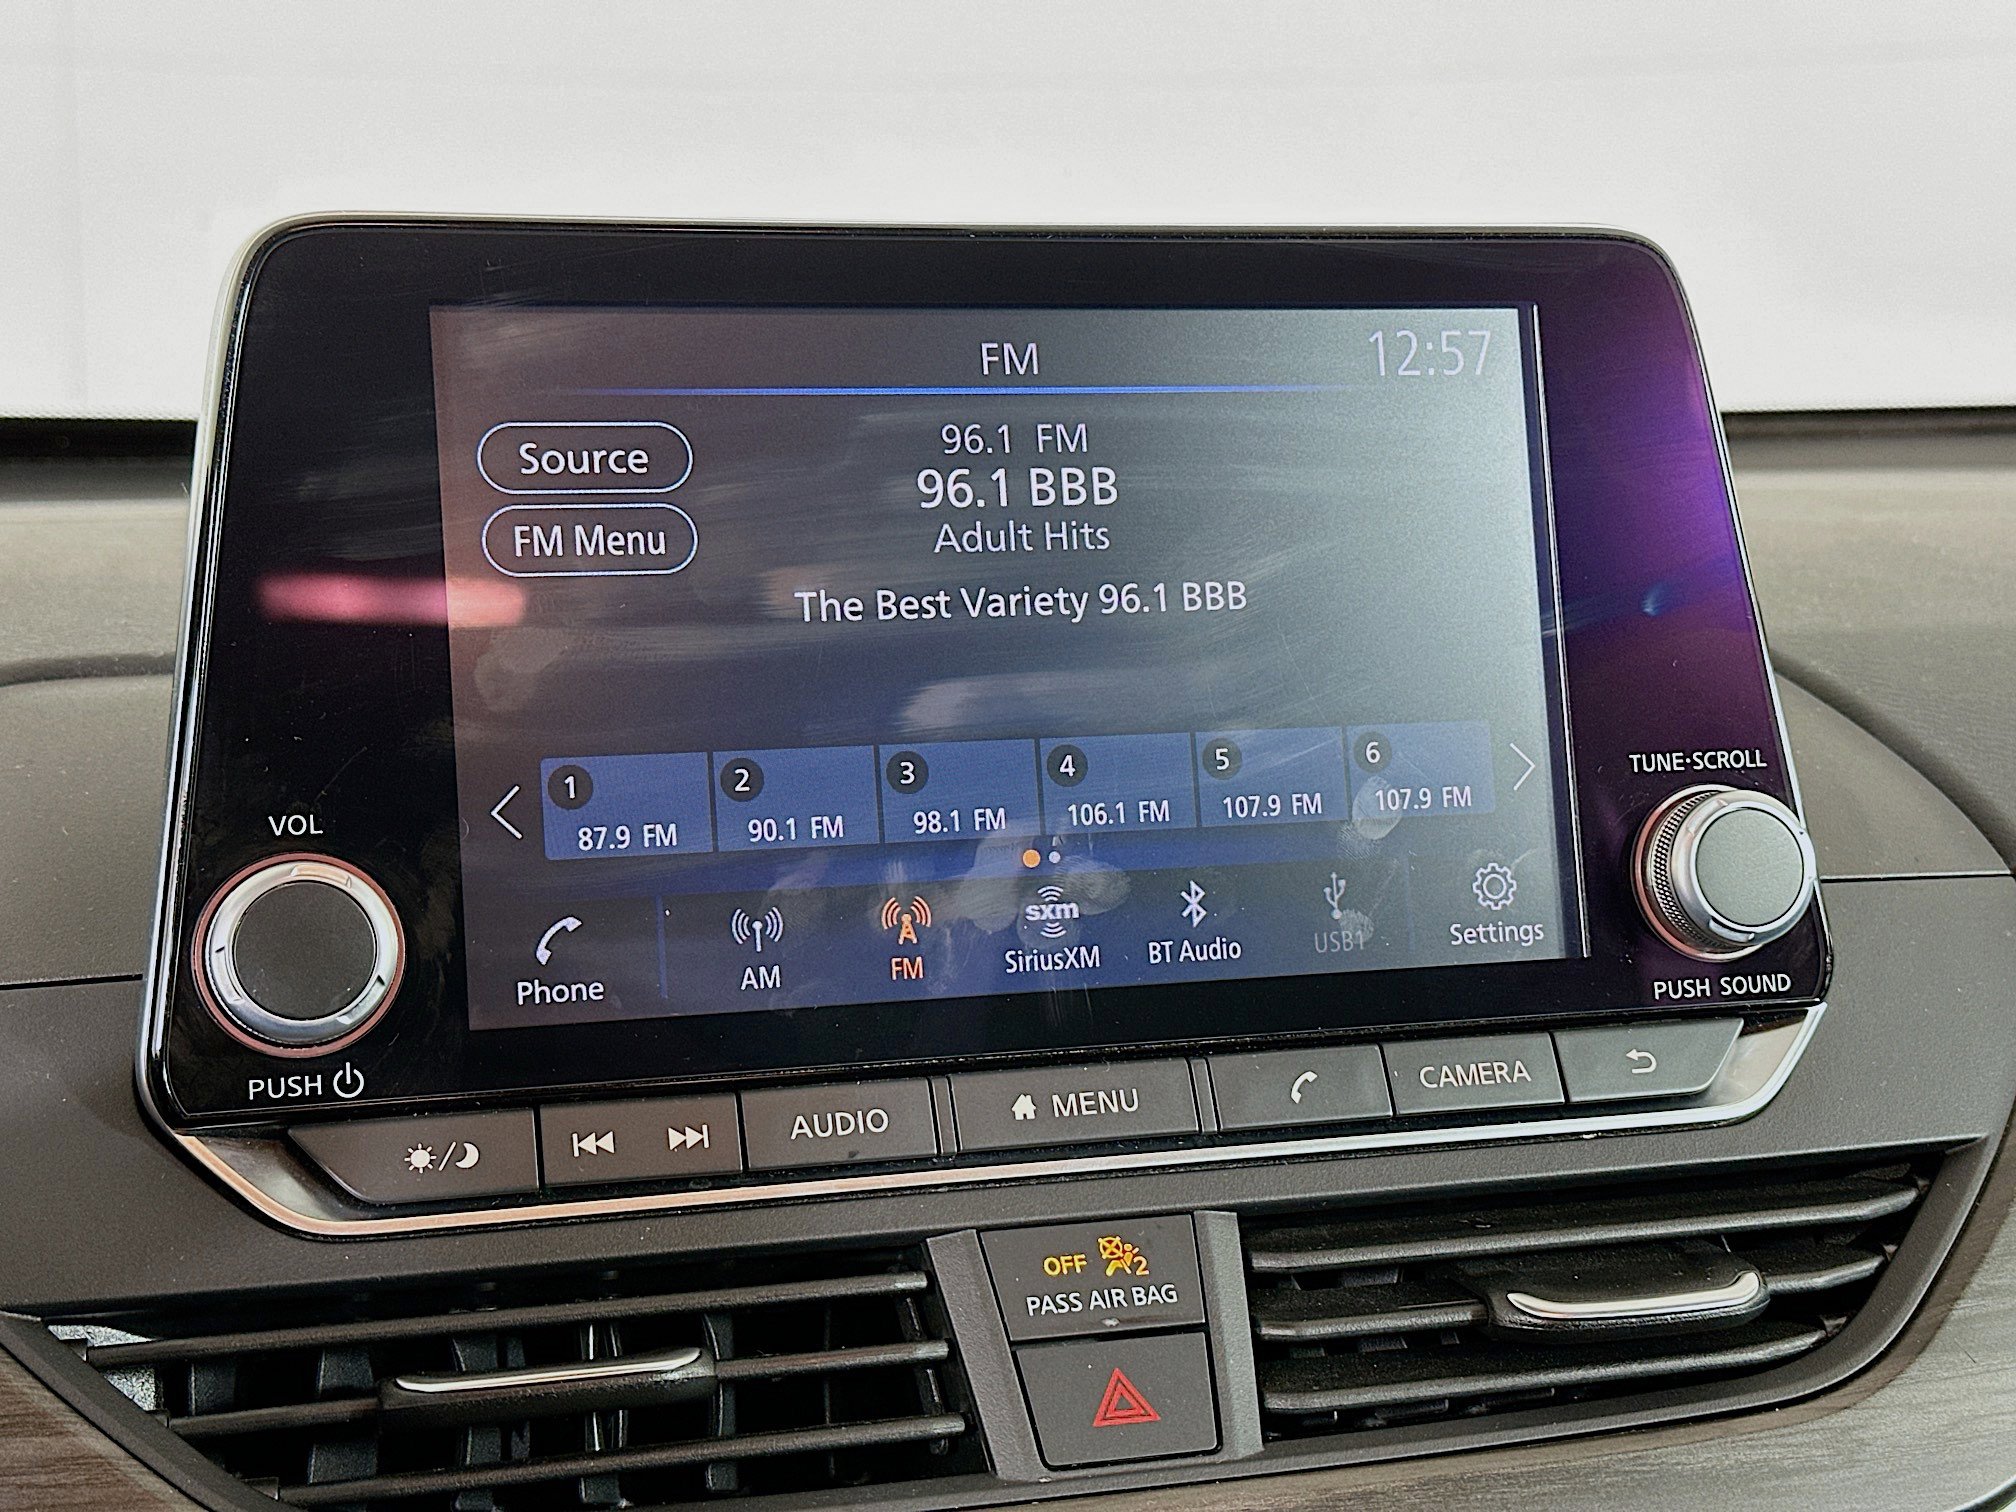 FM
12:57
Source
FM Menu
96.1 FM
96.1 BBB
Adult Hits
The Best Variety 96.1 BBB
1
87.9 FM
2
90.1 FM
3
98.1 FM
4
106.1 FM
5
107.9 FM
6
107.9 FM
Phone
AM
FM
sxm
SiriusXM
BT Audio
USB1
Settings
VOL
PUSH
TUNE·SCROLL
PUSH SOUND
AUDIO
MENU
CAMERA
OFF 2
PASS AIR BAG